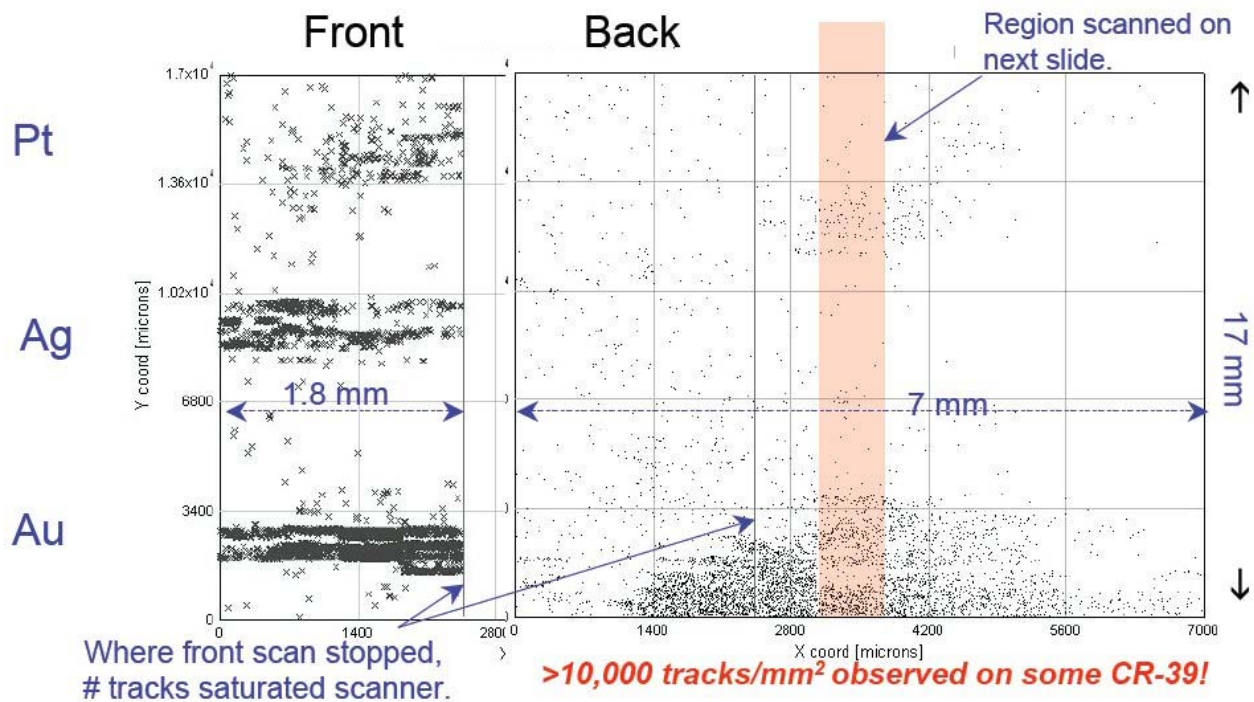 Front
Back
Region scanned on
next slide.
Pt
Ag
Au
Y coord [microns]
1.7x10⁴
1.36x10⁴
1.02x10⁴
6800
3400
0
1.8 mm
7 mm
17 mm
0
1400
2800
0
1400
2800
4200
5600
7000
X
X coord [microns]
Where front scan stopped,
# tracks saturated scanner.
>10,000 tracks/mm² observed on some CR-39!